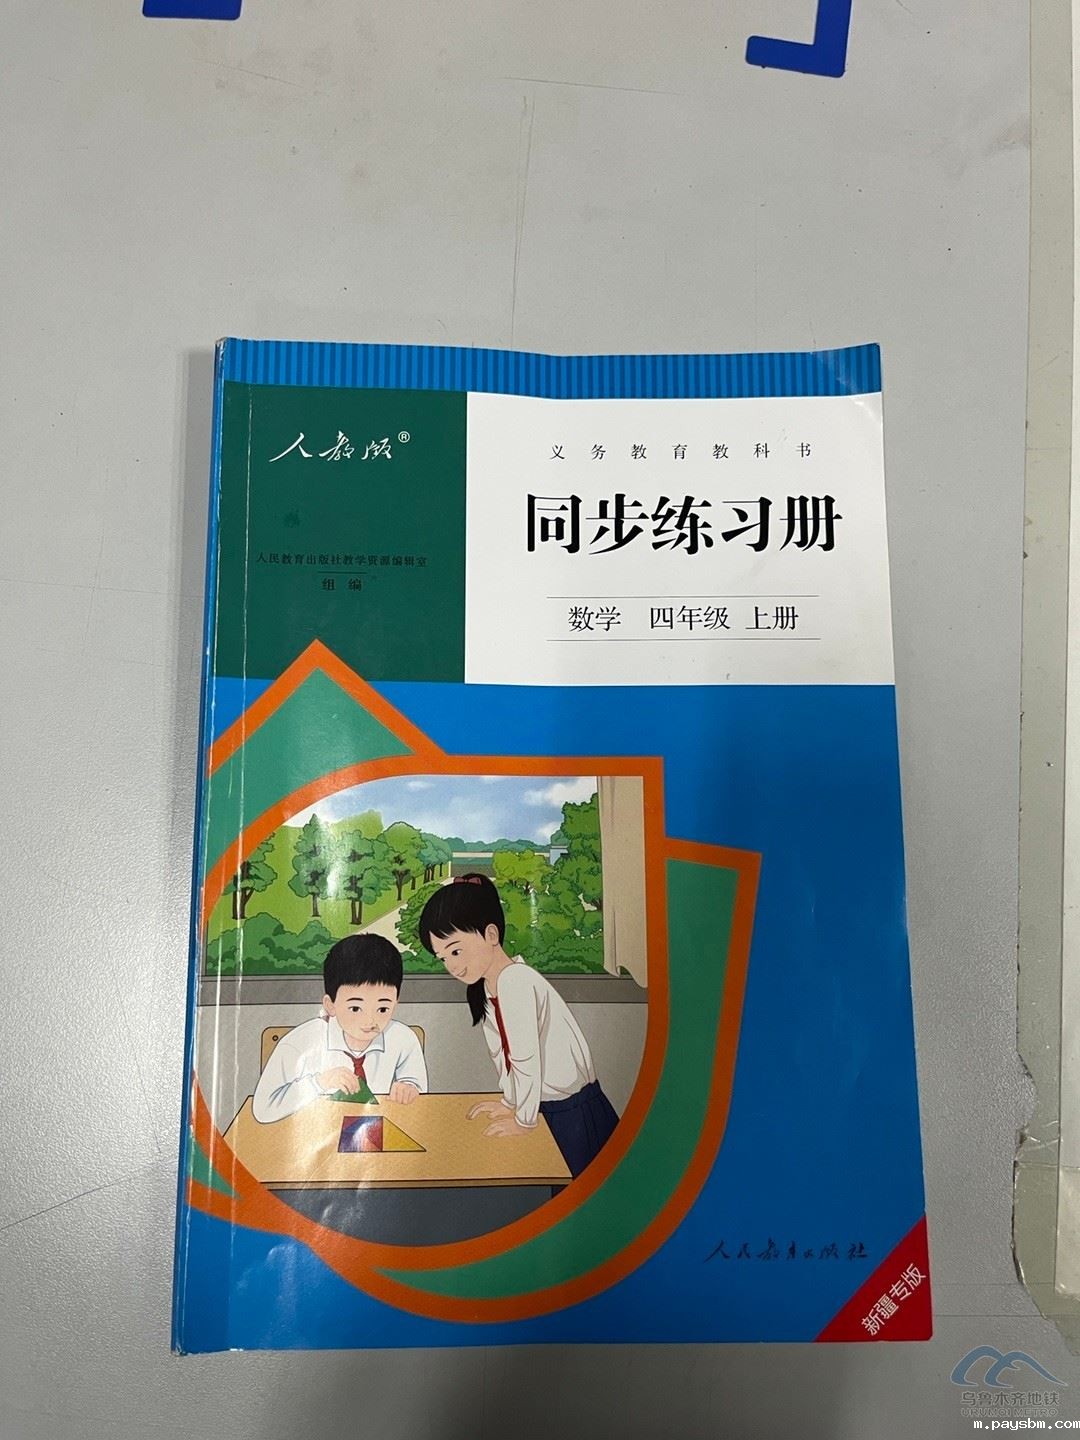 人教版®
义务教育教科书
同步练习册
人民教育出版社教学资源编辑室
组 编
数学 四年级 上册
人民教育出版社
新疆专版
乌鲁木齐地铁
URUMQI METRO
m.paysbm.com